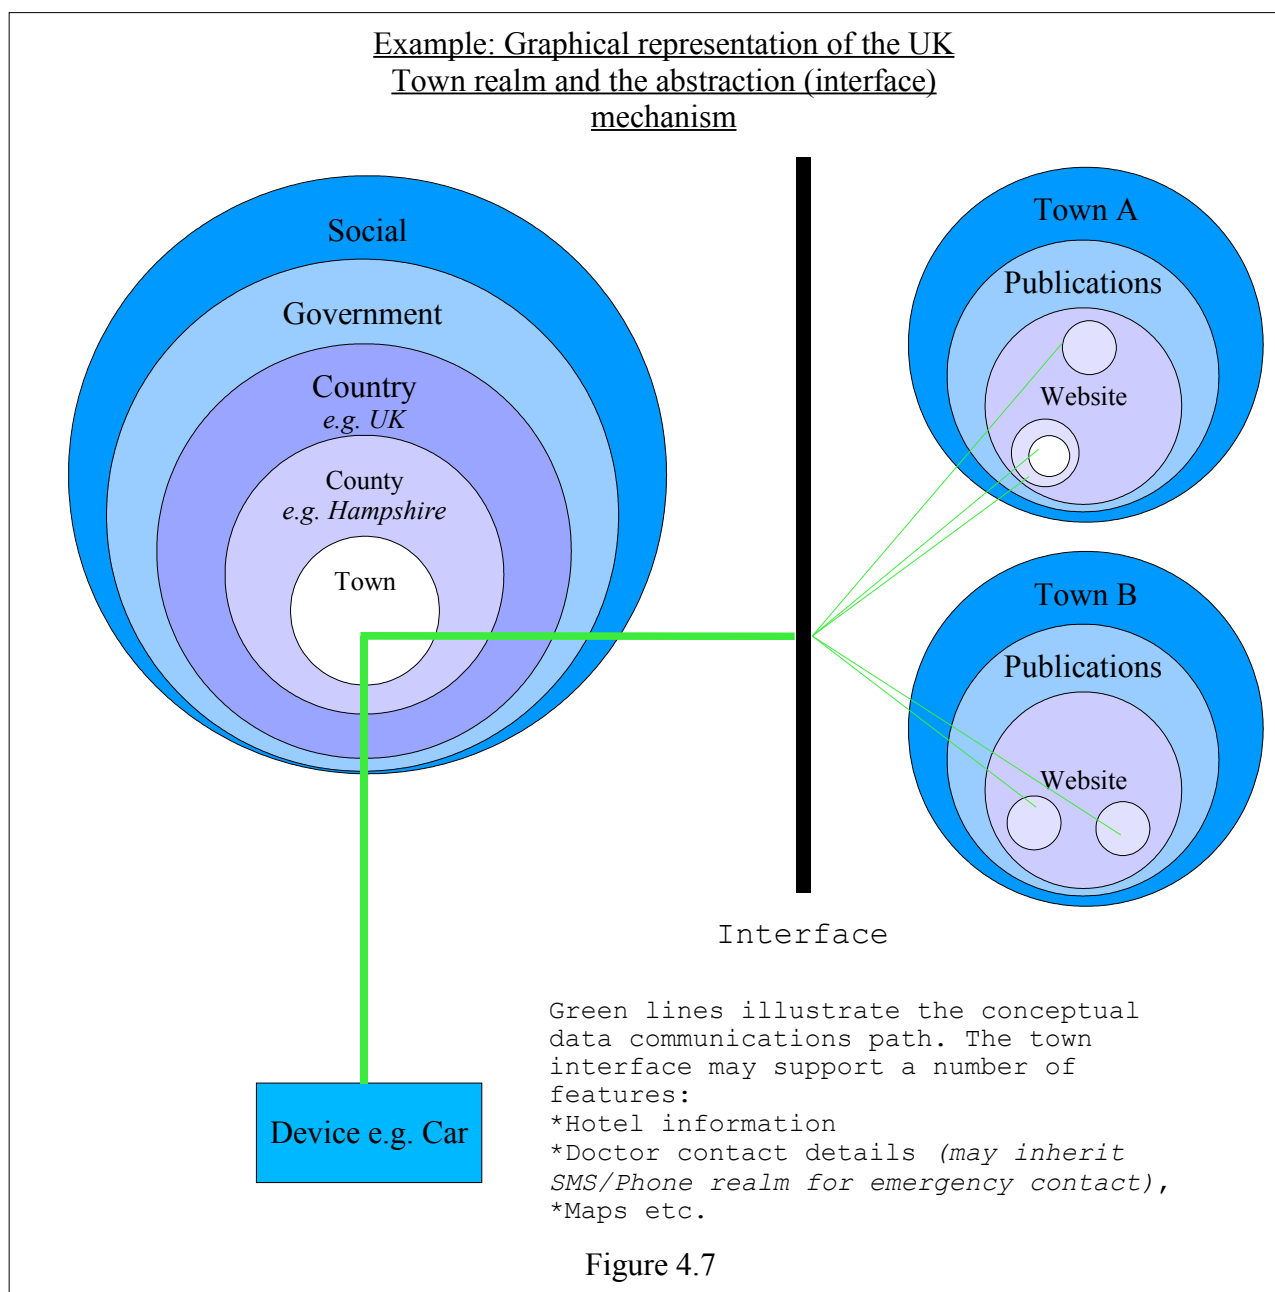 Example: Graphical representation of the UK
Town realm and the abstraction (interface)
mechanism
Social
Government
Country
e.g. UK
County
e.g. Hampshire
Town
Town A
Publications
Website
Town B
Publications
Website
Interface
Device e.g. Car
Green lines illustrate the conceptual
data communications path. The town
interface may support a number of
features:
*Hotel information
*Doctor contact details (may inherit
SMS/Phone realm for emergency contact),
*Maps etc.
Figure 4.7